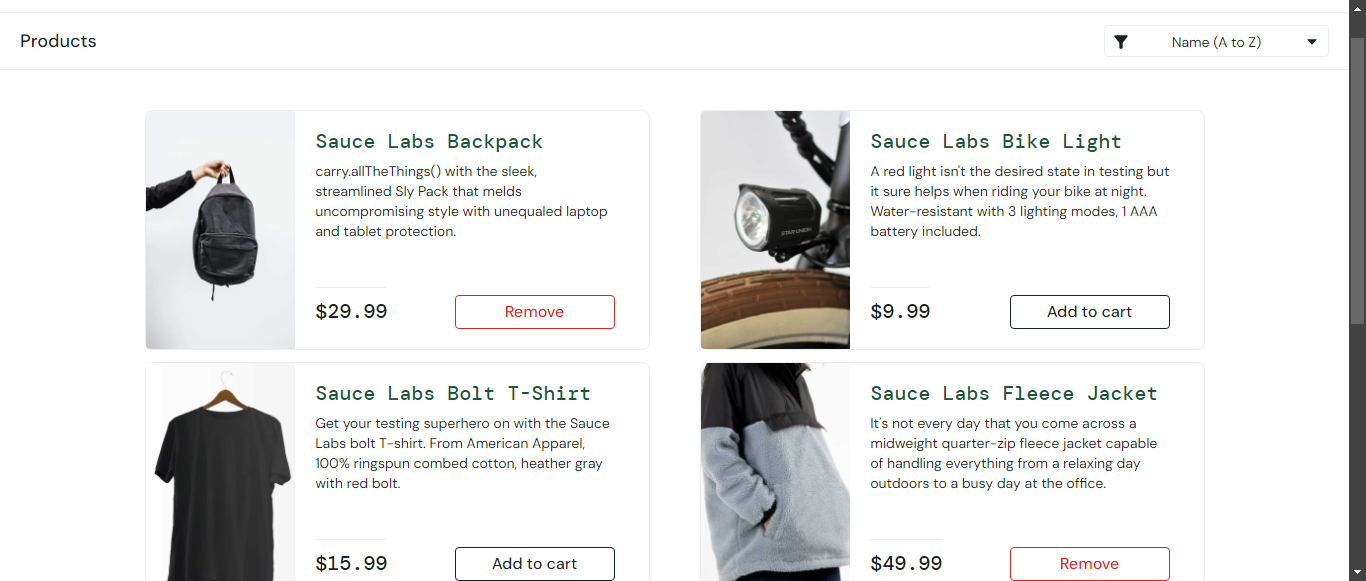 Products
Name (A to Z)
Sauce Labs Backpack
carry.allTheThings() with the sleek,
streamlined Sly Pack that melds
uncompromising style with unequaled laptop
and tablet protection.
$29.99
Remove
Sauce Labs Bike Light
A red light isn't the desired state in testing but
it sure helps when riding your bike at night.
Water-resistant with 3 lighting modes, 1 AAA
battery included.
$9.99
Add to cart
STAR UNION
Sauce Labs Bolt T-Shirt
Get your testing superhero on with the Sauce
Labs bolt T-shirt. From American Apparel,
100% ringspun combed cotton, heather gray
with red bolt.
$15.99
Add to cart
Sauce Labs Fleece Jacket
It's not every day that you come across a
midweight quarter-zip fleece jacket capable
of handling everything from a relaxing day
outdoors to a busy day at the office.
$49.99
Remove